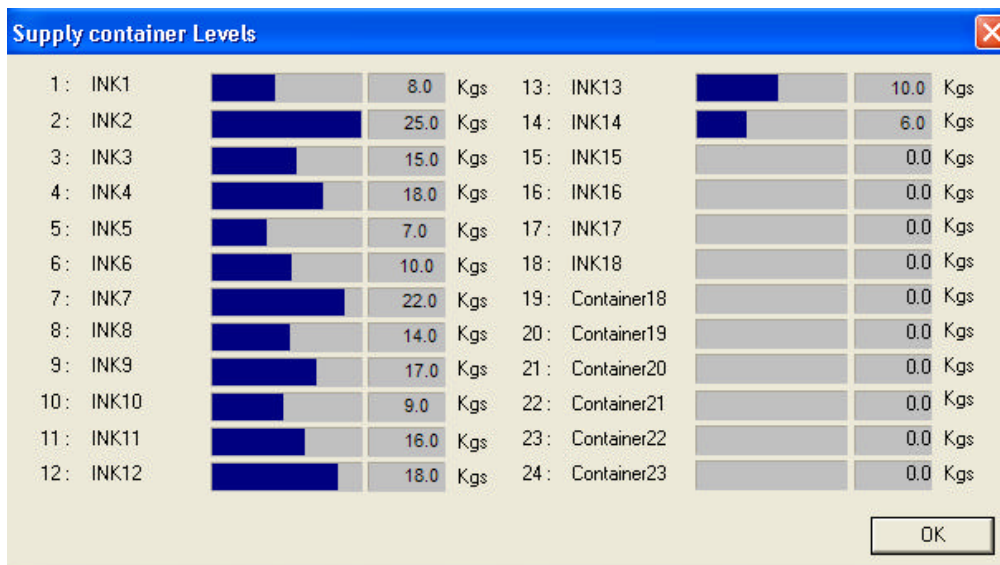 Supply container Levels
1: INK1 8.0 Kgs 13: INK13 10.0 Kgs
2: INK2 25.0 Kgs 14: INK14 6.0 Kgs
3: INK3 15.0 Kgs 15: INK15 0.0 Kgs
4: INK4 18.0 Kgs 16: INK16 0.0 Kgs
5: INK5 7.0 Kgs 17: INK17 0.0 Kgs
6: INK6 10.0 Kgs 18: INK18 0.0 Kgs
7: INK7 22.0 Kgs 19: Container18 0.0 Kgs
8: INK8 14.0 Kgs 20: Container19 0.0 Kgs
9: INK9 17.0 Kgs 21: Container20 0.0 Kgs
10: INK10 9.0 Kgs 22: Container21 0.0 Kgs
11: INK11 16.0 Kgs 23: Container22 0.0 Kgs
12: INK12 18.0 Kgs 24: Container23 0.0 Kgs
OK